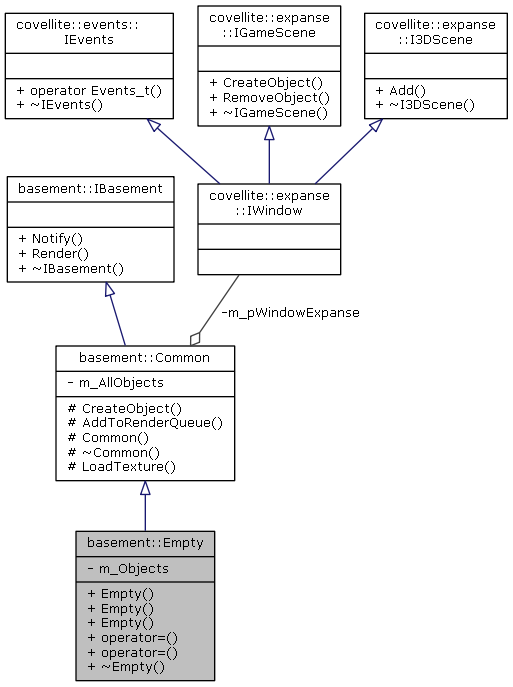 covellite::events::
IEvents
+ operator Events_t()
+ ~IEvents()
covellite::expanse
::IGameScene
+ CreateObject()
+ RemoveObject()
+ ~IGameScene()
covellite::expanse
::I3DScene
+ Add()
+ ~I3DScene()
basement::IBasement
+ Notify()
+ Render()
+ ~IBasement()
covellite::expanse
::IWindow
-m_pWindowExpanse
basement::Common
- m_AllObjects
# CreateObject()
# AddToRenderQueue()
# Common()
# ~Common()
# LoadTexture()
basement::Empty
- m_Objects
+ Empty()
+ Empty()
+ Empty()
+ operator=()
+ operator=()
+ ~Empty()